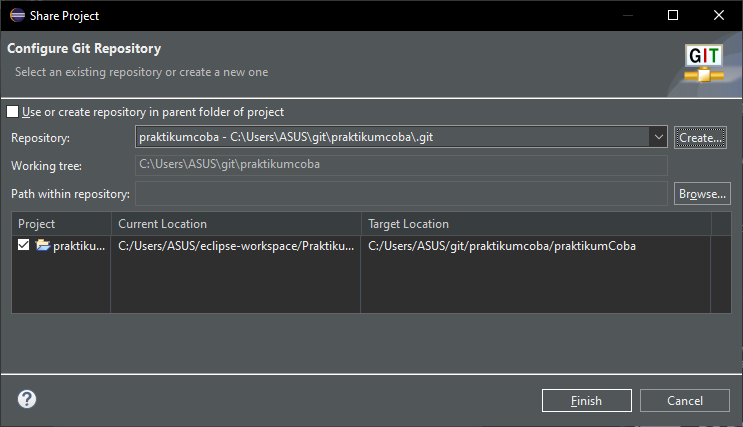 Share Project
Configure Git Repository
Select an existing repository or create a new one
GIT
Use or create repository in parent folder of project
Repository: praktikumcoba - C:\Users\ASUS\git\praktikumcoba\.git Create...
Working tree: C:\Users\ASUS\git\praktikumcoba
Path within repository: Browse...
Project Current Location Target Location
praktiku... C:/Users/ASUS/eclipse-workspace/Praktiku... C:/Users/ASUS/git/praktikumcoba/praktikumCoba
? Finish Cancel